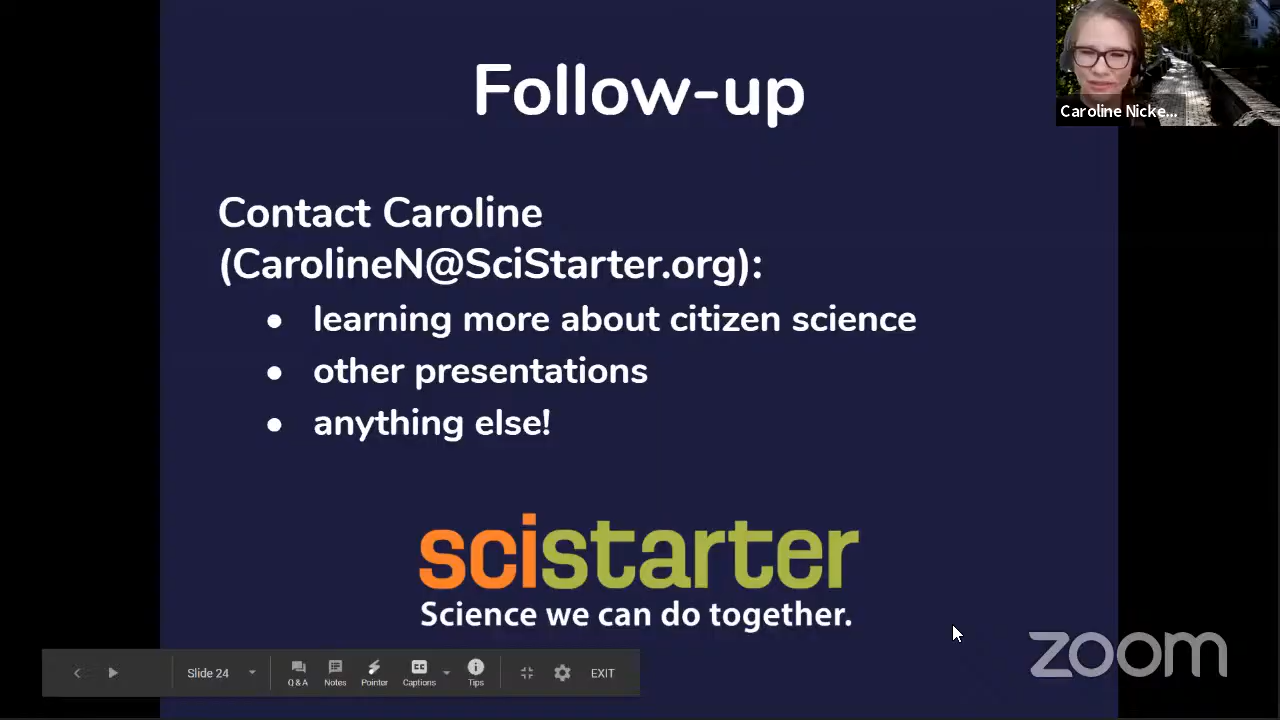 Follow-up
Caroline Nicke...
Contact Caroline
(CarolineN@SciStarter.org):
• learning more about citizen science
• other presentations
• anything else!
scistarter
Science we can do together.
zoom
Slide 24
Q & A
Notes
Pointer
CC
Captions
Tips
EXIT